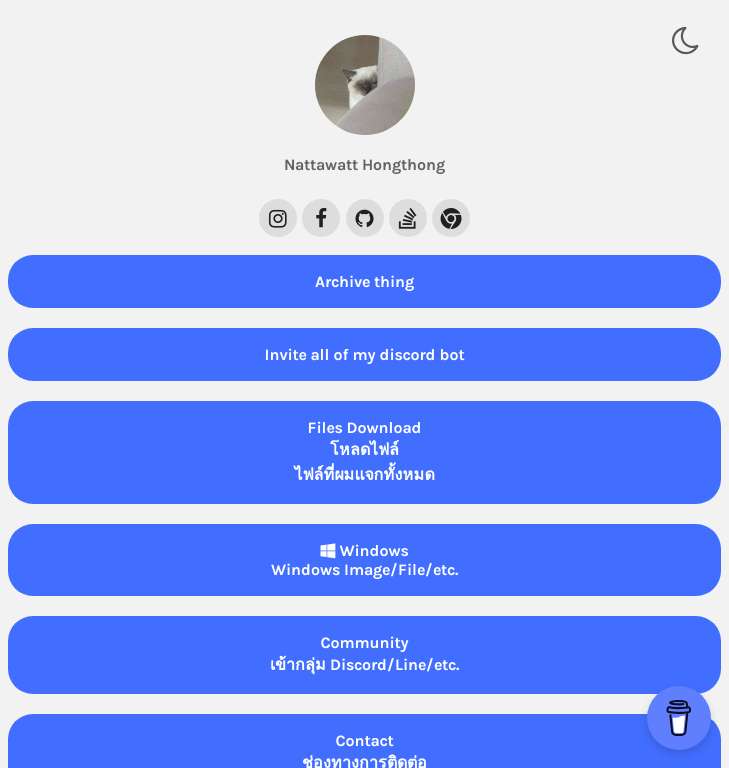 Nattawatt Hongthong
Archive thing
Invite all of my discord bot
Files Download
โหลดไฟล์
ไฟล์ที่ผมแจกทั้งหมด
Windows
Windows Image/File/etc.
Community
เข้ากลุ่ม Discord/Line/etc.
Contact
ช่องทางการติดต่อ